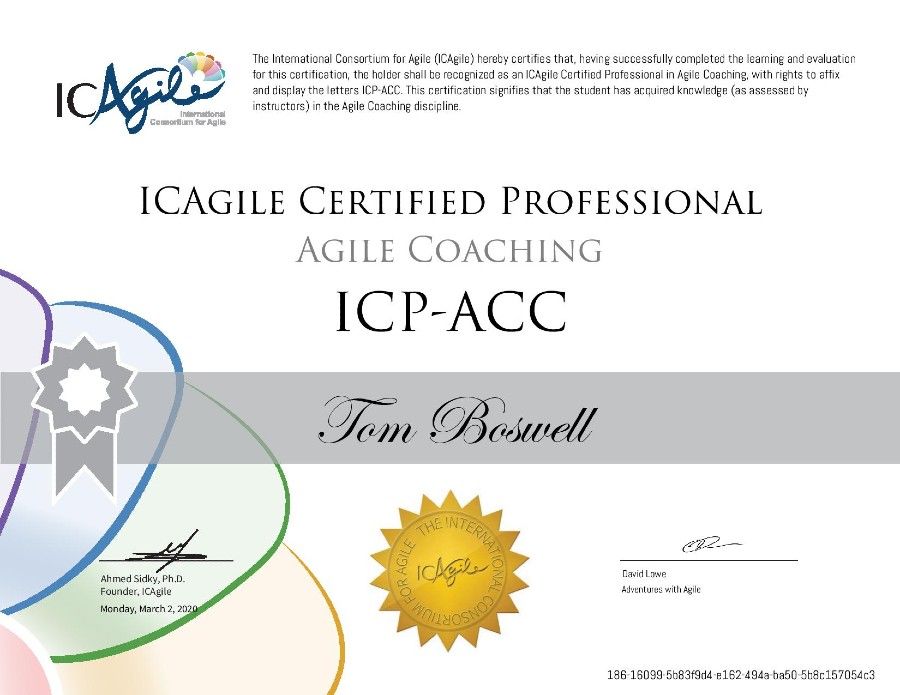 ICAgile
International
Consortium for Agile
The International Consortium for Agile (ICAgile) hereby certifies that, having successfully completed the learning and evaluation
for this certification, the holder shall be recognized as an ICAgile Certified Professional in Agile Coaching, with rights to affix
and display the letters ICP-ACC. This certification signifies that the student has acquired knowledge (as assessed by
instructors) in the Agile Coaching discipline.
ICAgile Certified Professional
Agile Coaching
ICP-ACC
Tom Boswell
THE INTERNATIONAL CONSORTIUM FOR AGILE
ICAgile
Ahmed Sidky, Ph.D.
Founder, ICAgile
Monday, March 2, 2020
David Lowe
Adventures with Agile
186-16099-5b83f9d4-e162-494a-ba50-5b8c157054c3